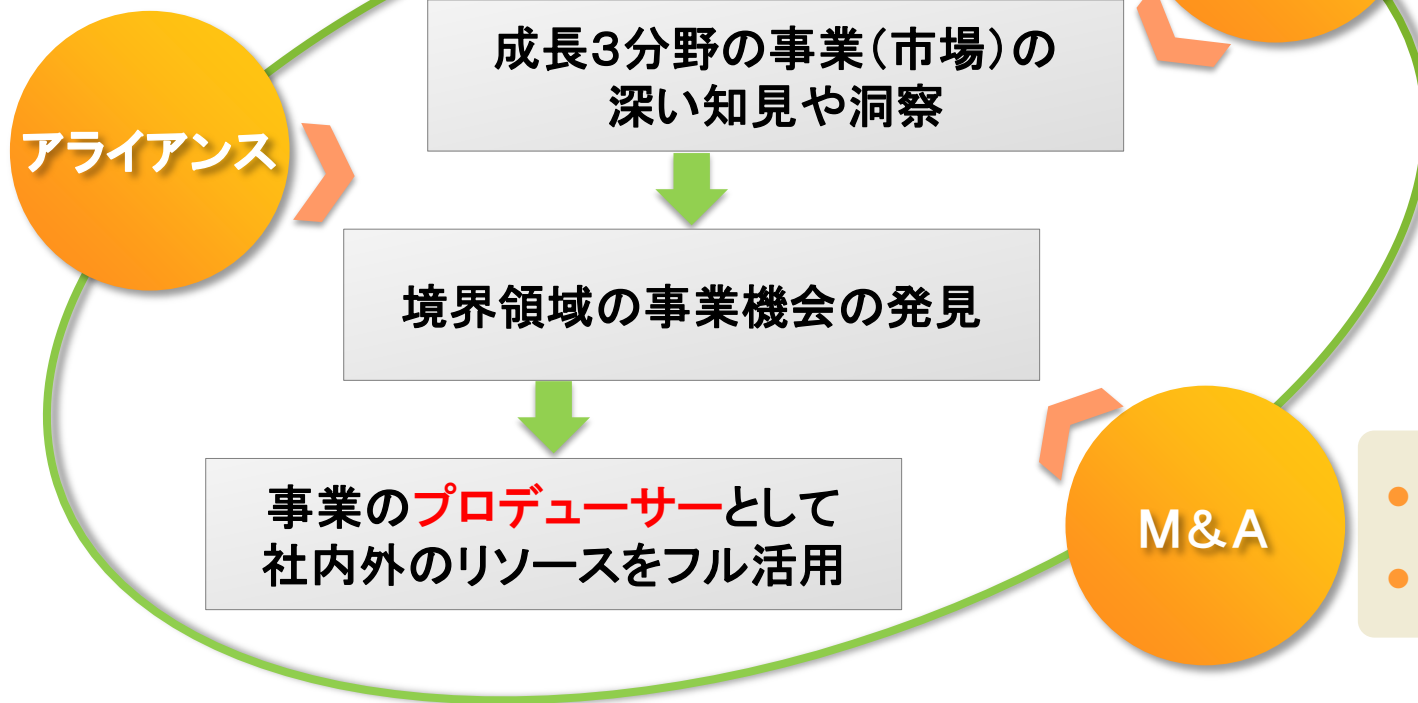 成長３分野の事業（市場）の
深い知見や洞察
アライアンス
境界領域の事業機会の発見
事業のプロデューサーとして
社内外のリソースをフル活用
M&A